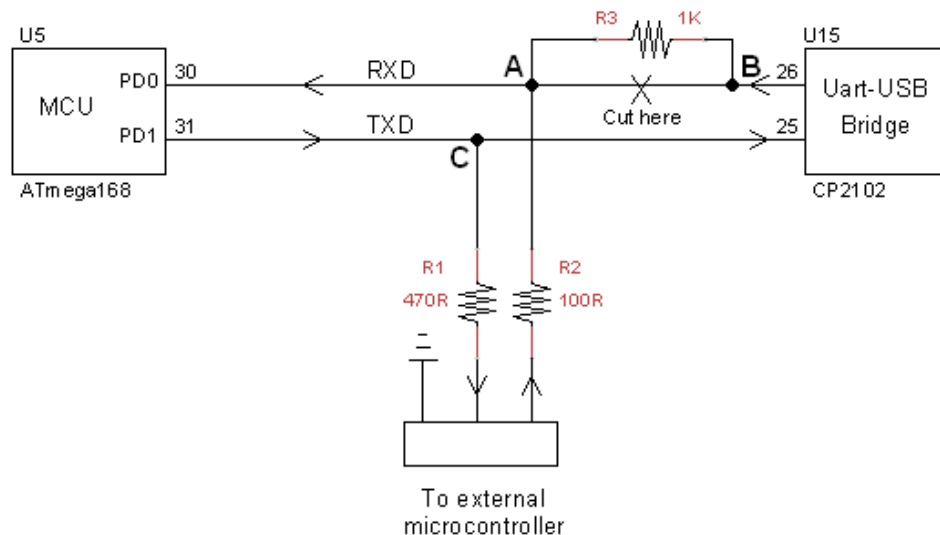 R3 1K
U5
U15
A
B
30
RXD
26
PD0
MCU
Cut here
Uart-USB
Bridge
31
TXD
25
PD1
C
ATmega168
CP2102
R1
R2
470R
100R
To external
microcontroller